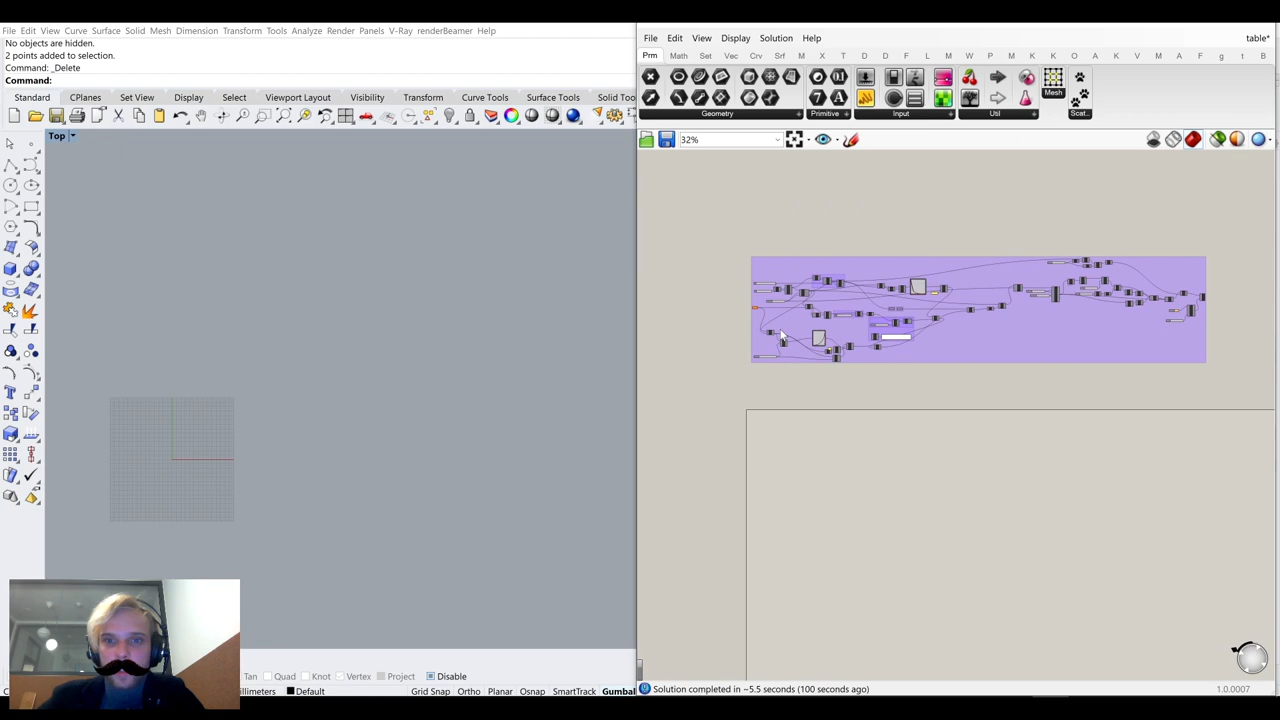 File Edit View Curve Surface Solid Mesh Dimension Transform Tools Analyze Render Panels V-Ray renderBeamer Help
No objects are hidden.
2 points added to selection.
Command: _Delete
Command:
Standard CPlanes Set View Display Select Viewport Layout Visibility Transform Curve Tools Surface Tools Solid Too
Top
Tan Quad Knot Vertex Project Disable
C illimeters Default Grid Snap Ortho Planar Osnap SmartTrack Gumbal
File Edit View Display Solution Help table*
Prm Math Set Vec Crv Srf M I X T D F L M K W P M K K O A K V M A F g t B
Mesh
Geometry Primitive Input Util Scat...
32%
Solution completed in ~5.5 seconds (100 seconds ago) 1.0.0007